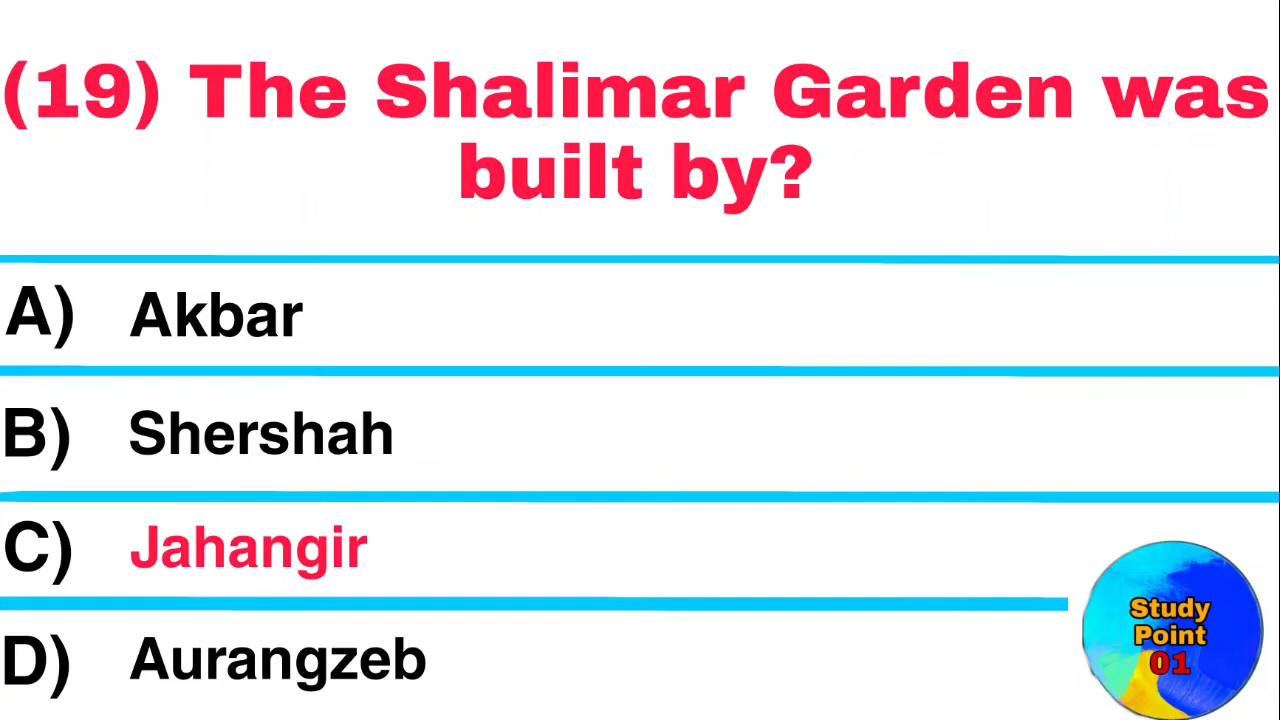 (19) The Shalimar Garden was
built by?
A) Akbar
B) Shershah
C) Jahangir
D) Aurangzeb
Study
Point
01